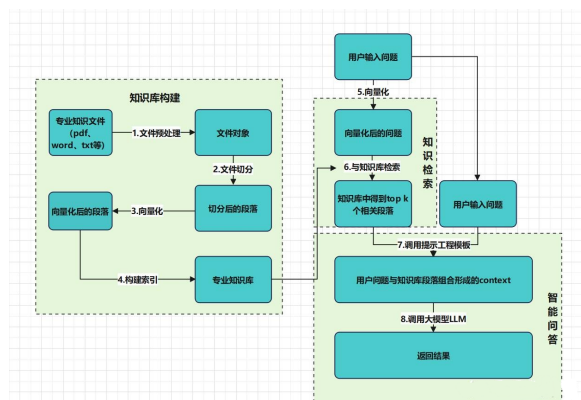 用户输入问题
5.向量化
知识库构建
专业知识文件
（pdf、
word、txt等）
1.文件预处理
文件对象
2.文件切分
向量化后的段落
3.向量化
切分后的段落
4.构建索引
专业知识库
向量化后的问题
6.与知识库检索
知识库中得到top k
个相关段落
知识检索
用户输入问题
7.调用提示工程模板
用户问题与知识库段落组合形成的context
8.调用大模型LLM
返回结果
智能问答